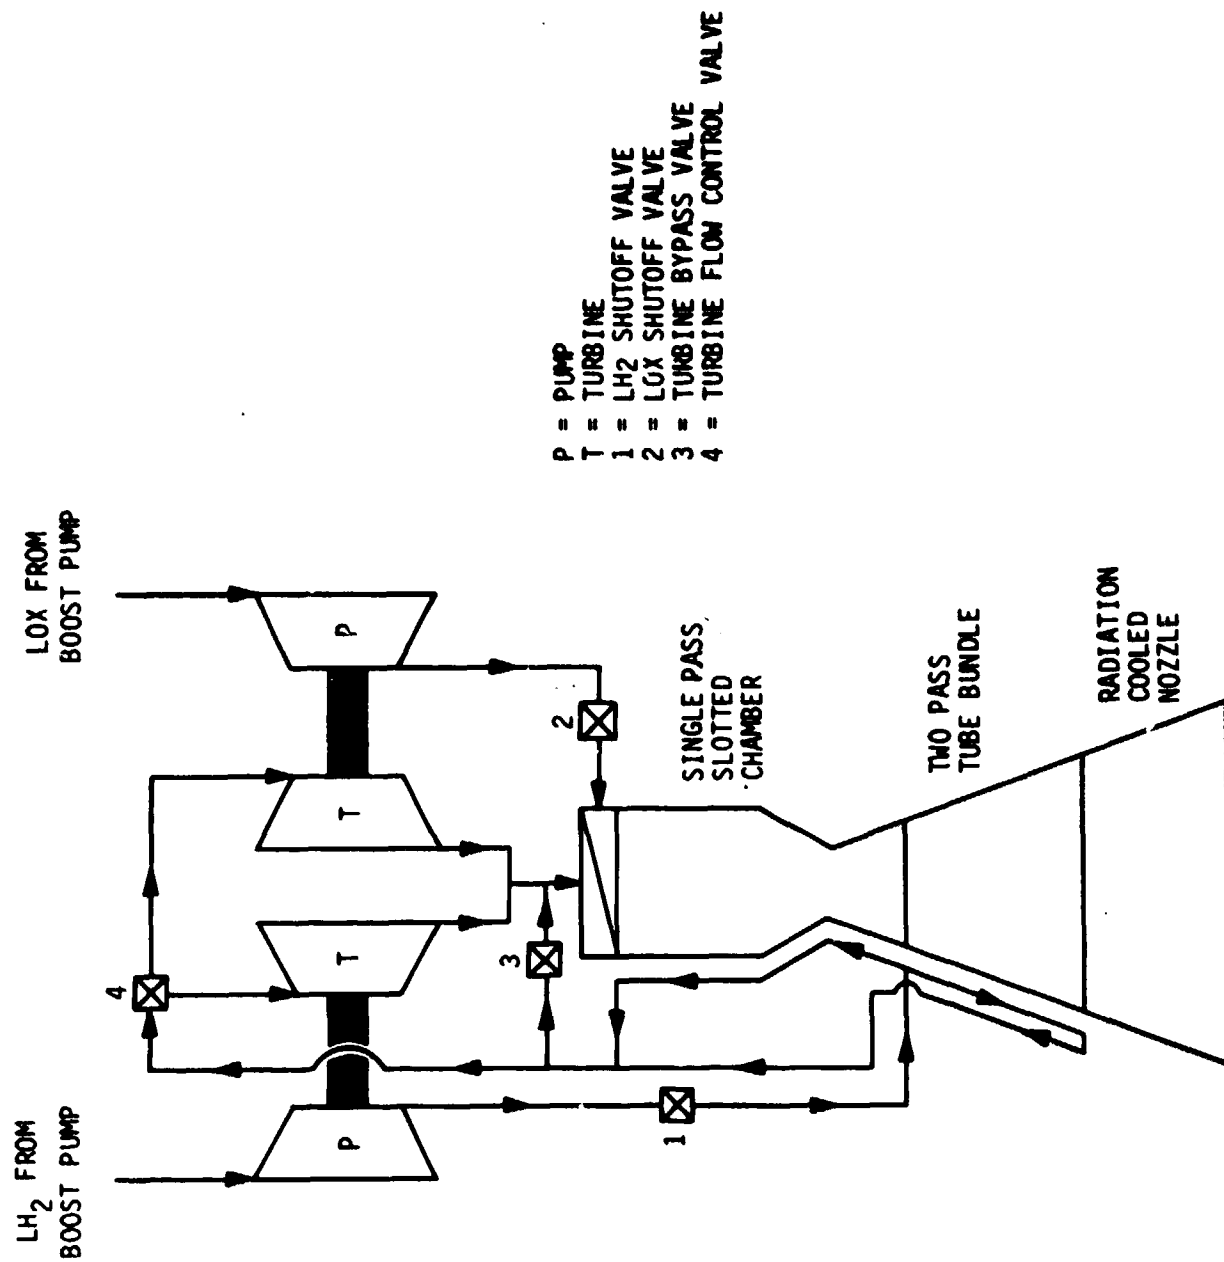 LH2 FROM
BOOST PUMP
LOX FROM
BOOST PUMP
4
P
T
T
P
3
2
1
SINGLE PASS
SLOTTED
CHAMBER
TWO PASS
TUBE BUNDLE
RADIATION
COOLED
NOZZLE
P = PUMP
T = TURBINE
1 = LH2 SHUTOFF VALVE
2 = LOX SHUTOFF VALVE
3 = TURBINE BYPASS VALVE
4 = TURBINE FLOW CONTROL VALVE